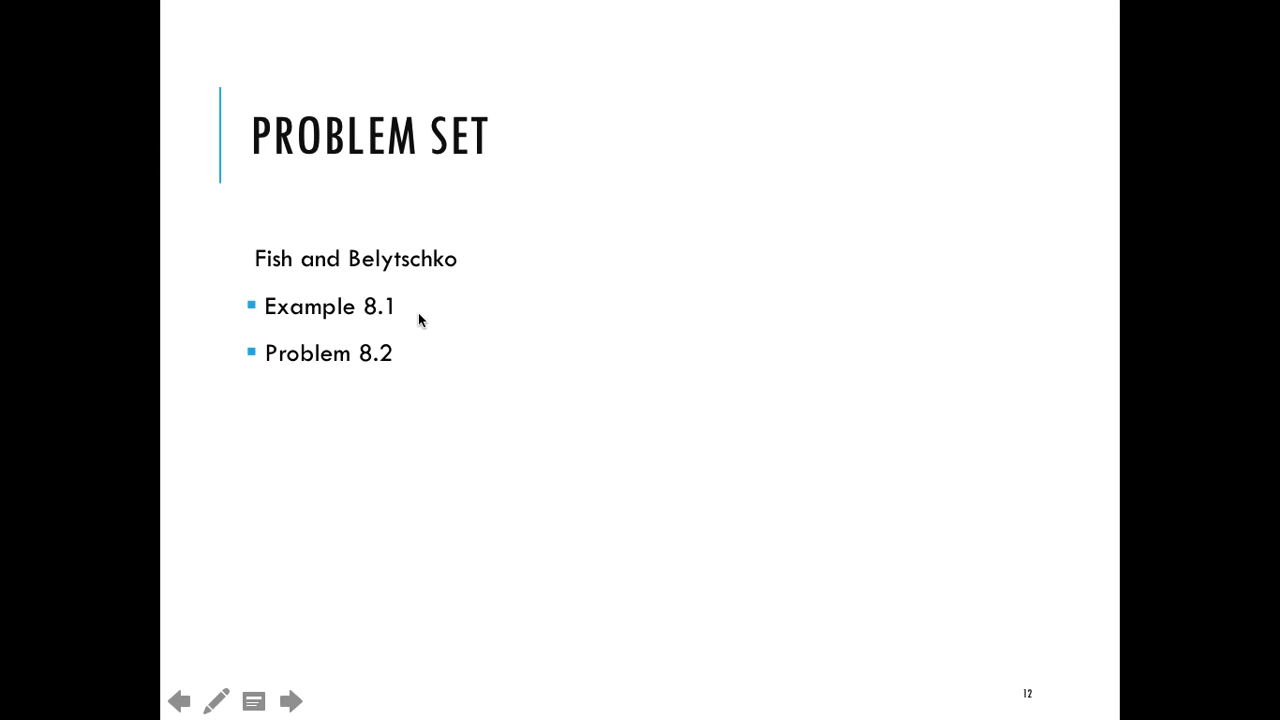 PROBLEM SET
Fish and Belytschko
Example 8.1
Problem 8.2
12